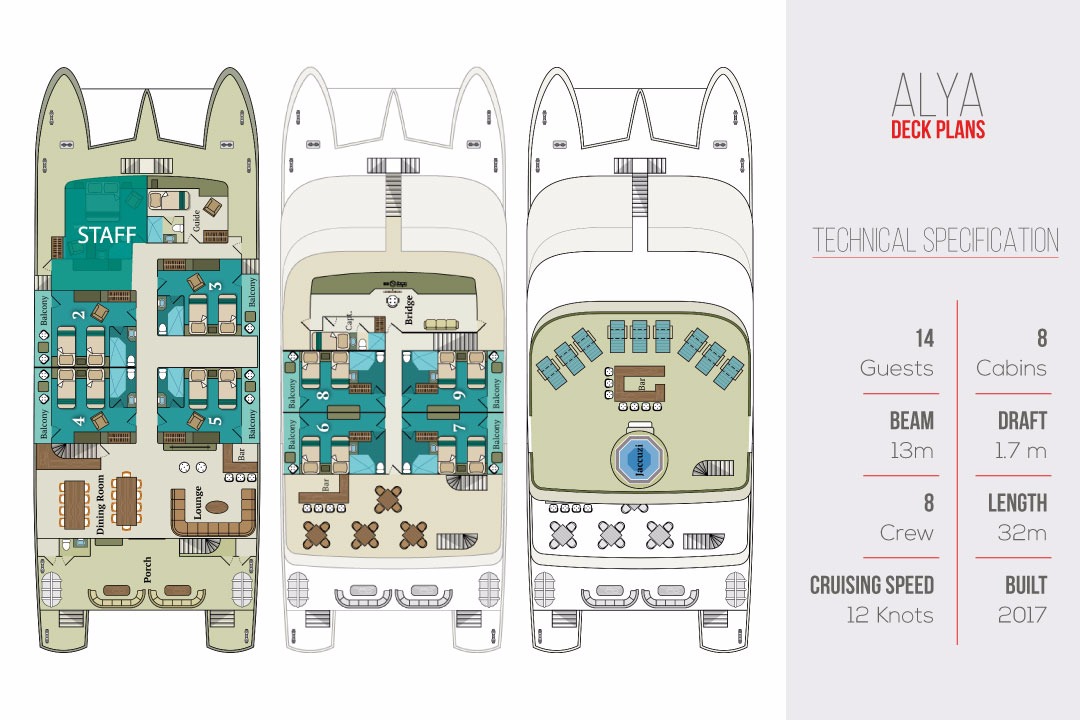 STAFF
Guide
Balcony
2
3
Balcony
Balcony
4
5
Balcony
Bar
Dining Room
Lounge
Porch
Bridge
Capt.
Balcony
8
9
Balcony
Balcony
6
7
Balcony
Bar
Bar
Jaccuzi
ALYA
DECK PLANS
TECHNICAL SPECIFICATION
14
Guests
8
Cabins
BEAM
13m
DRAFT
1.7 m
8
Crew
LENGTH
32m
CRUISING SPEED
12 Knots
BUILT
2017